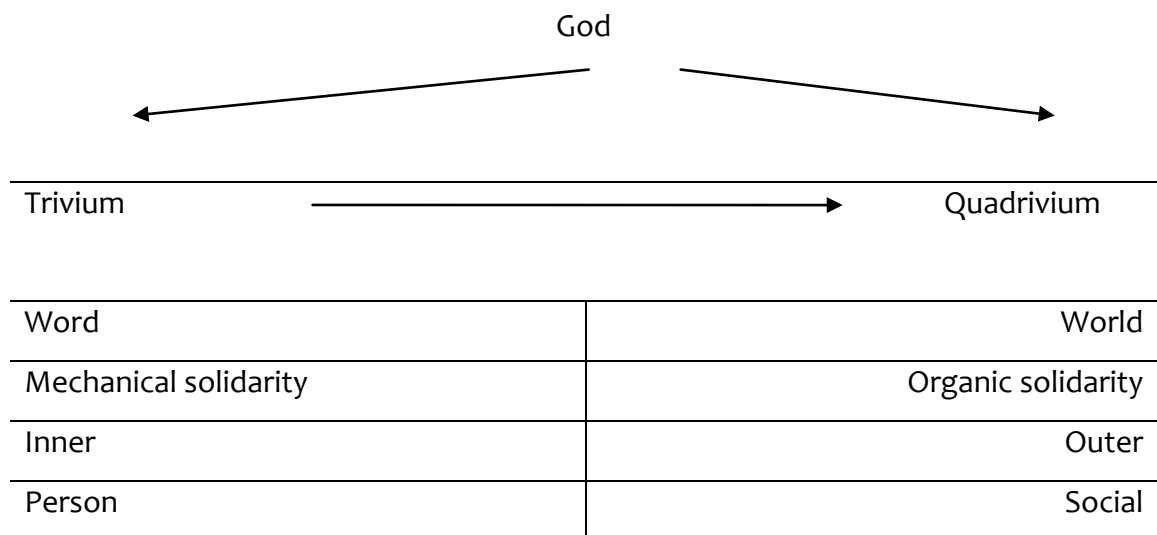 God
Trivium Quadrivium
Word World
Mechanical solidarity Organic solidarity
Inner Outer
Person Social